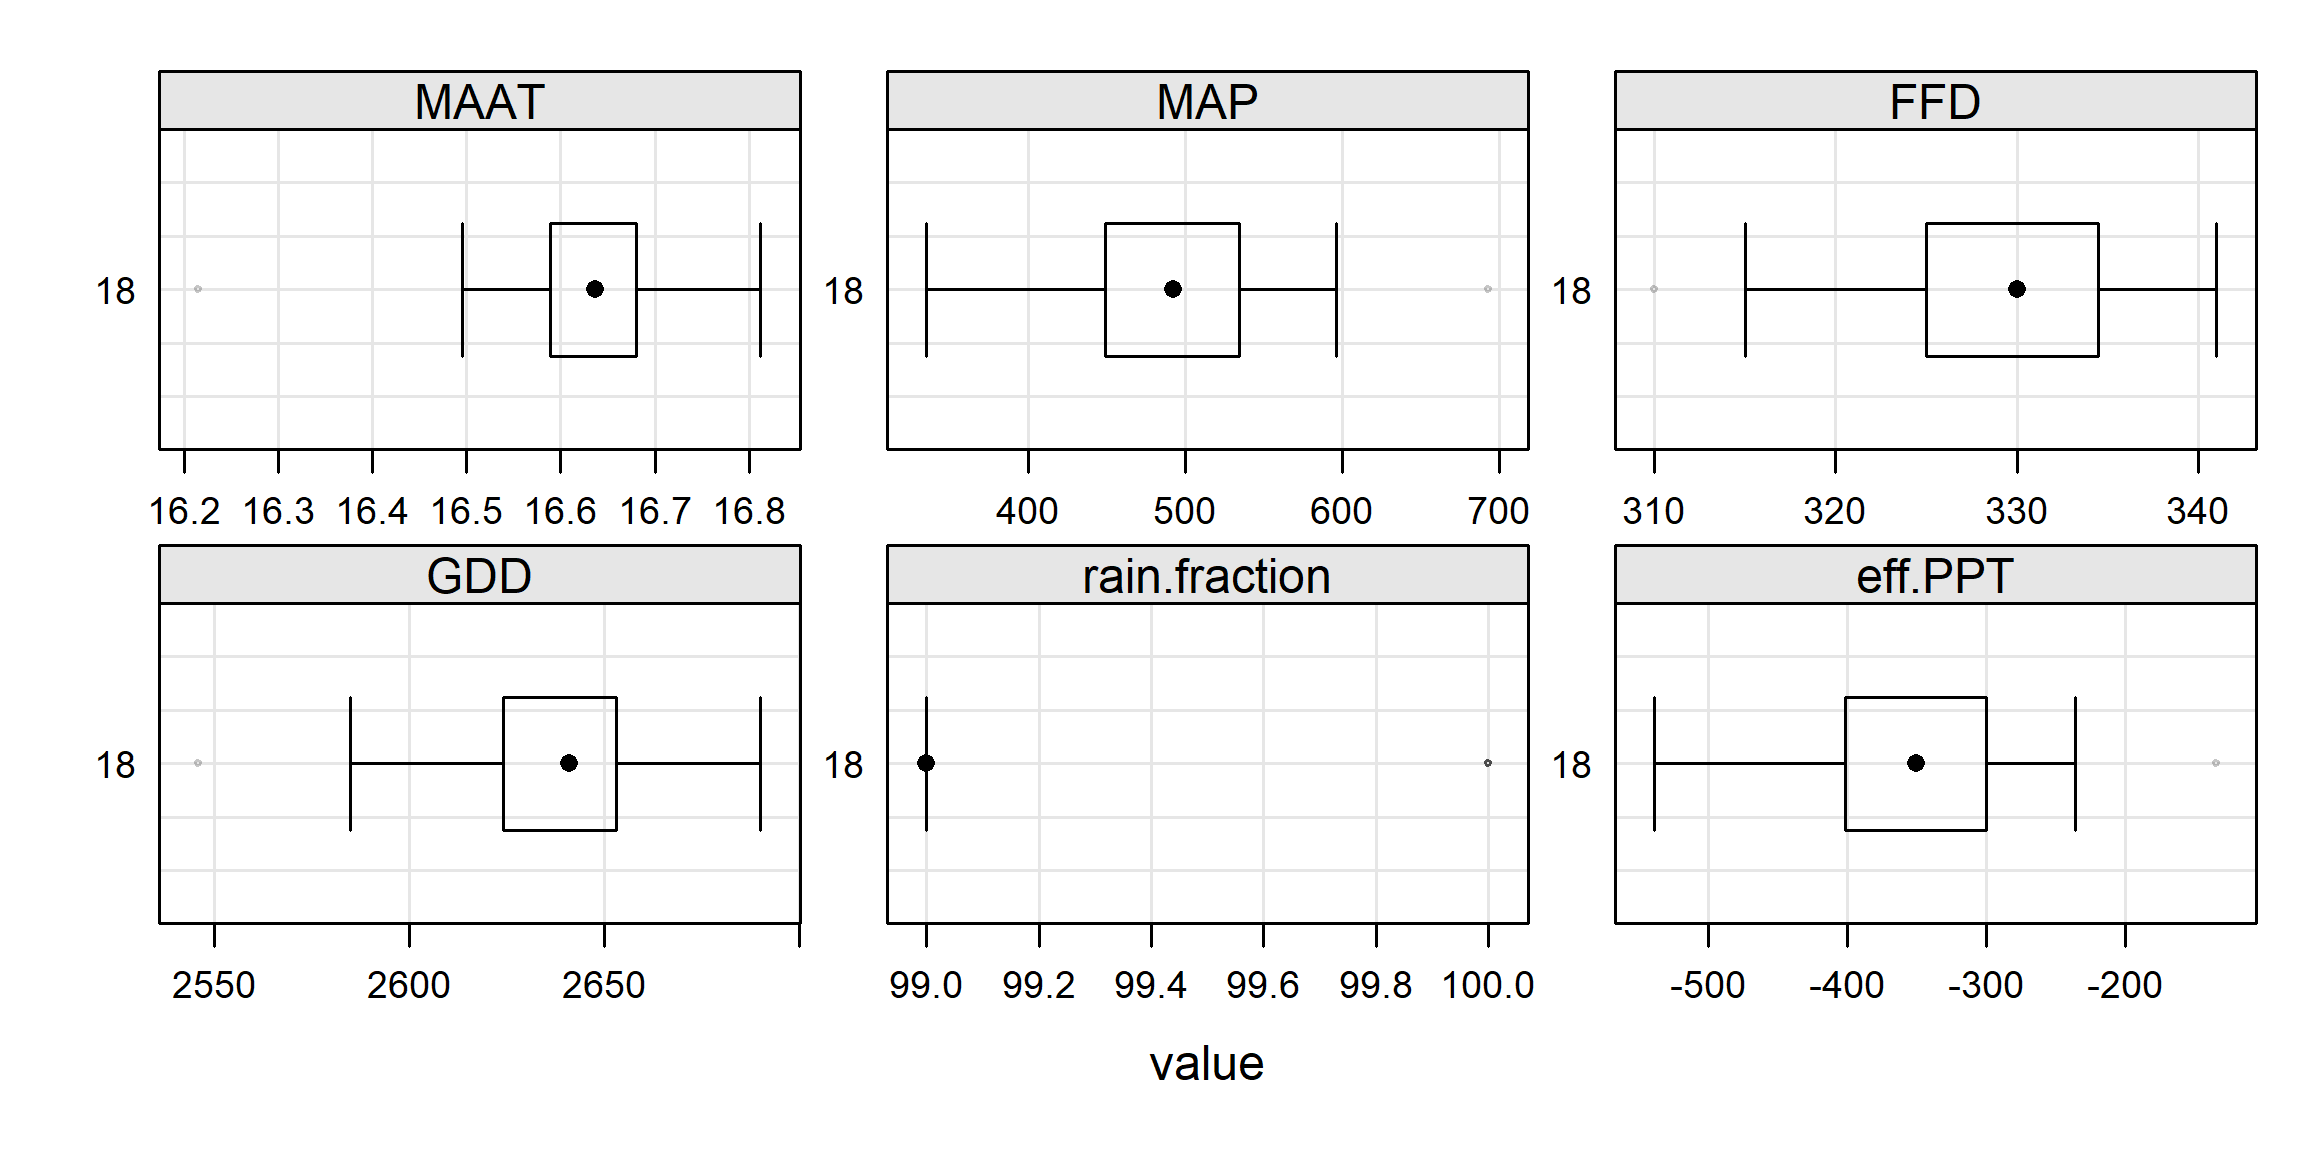 MAAT MAP FFD
18 18 18
16.2 16.3 16.4 16.5 16.6 16.7 16.8 400 500 600 700 310 320 330 340
GDD rain.fraction eff.PPT
18 18 18
2550 2600 2650 99.0 99.2 99.4 99.6 99.8 100.0 -500 -400 -300 -200
value